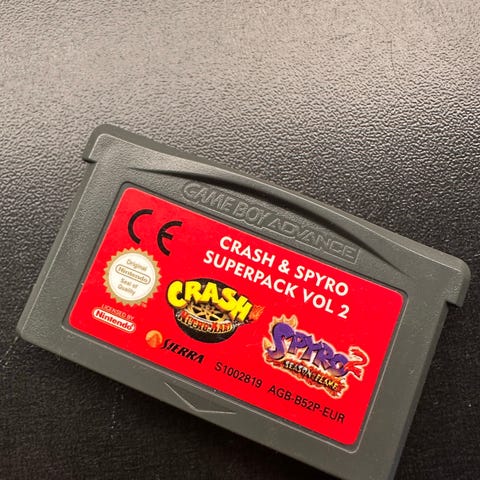 GAME BOY ADVANCE
CE
CRASH & SPYRO
SUPERPACK VOL 2
Original
Nintendo
Seal of
Quality
LICENSED BY
Nintendo
CRASH
NITRO KART
SPYRO 2
SEASON OF FLAME
SIERRA
S1002819 AGB-B52P-EUR